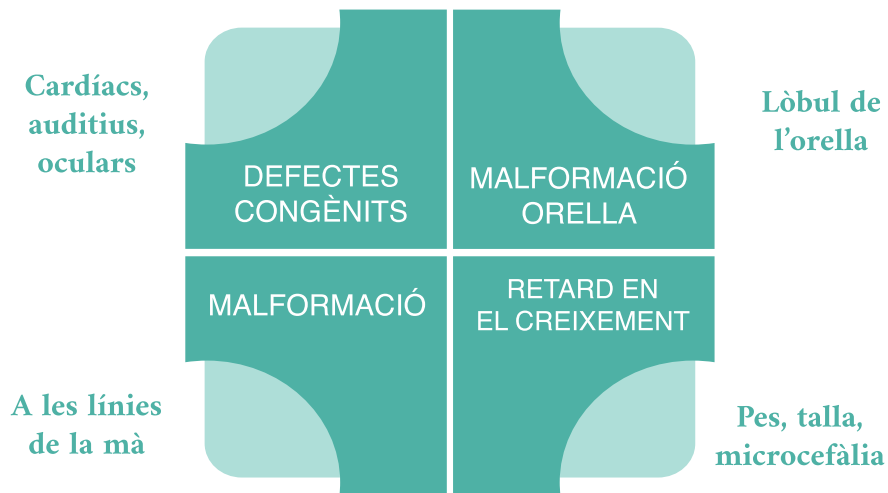 Cardíacs,
auditius,
oculars
DEFECTES
CONGÈNITS
MALFORMACIÓ
ORELLA
Lòbul de
l’orella
A les línies
de la mà
MALFORMACIÓ
RETARD EN
EL CREIXEMENT
Pes, talla,
microcefàlia